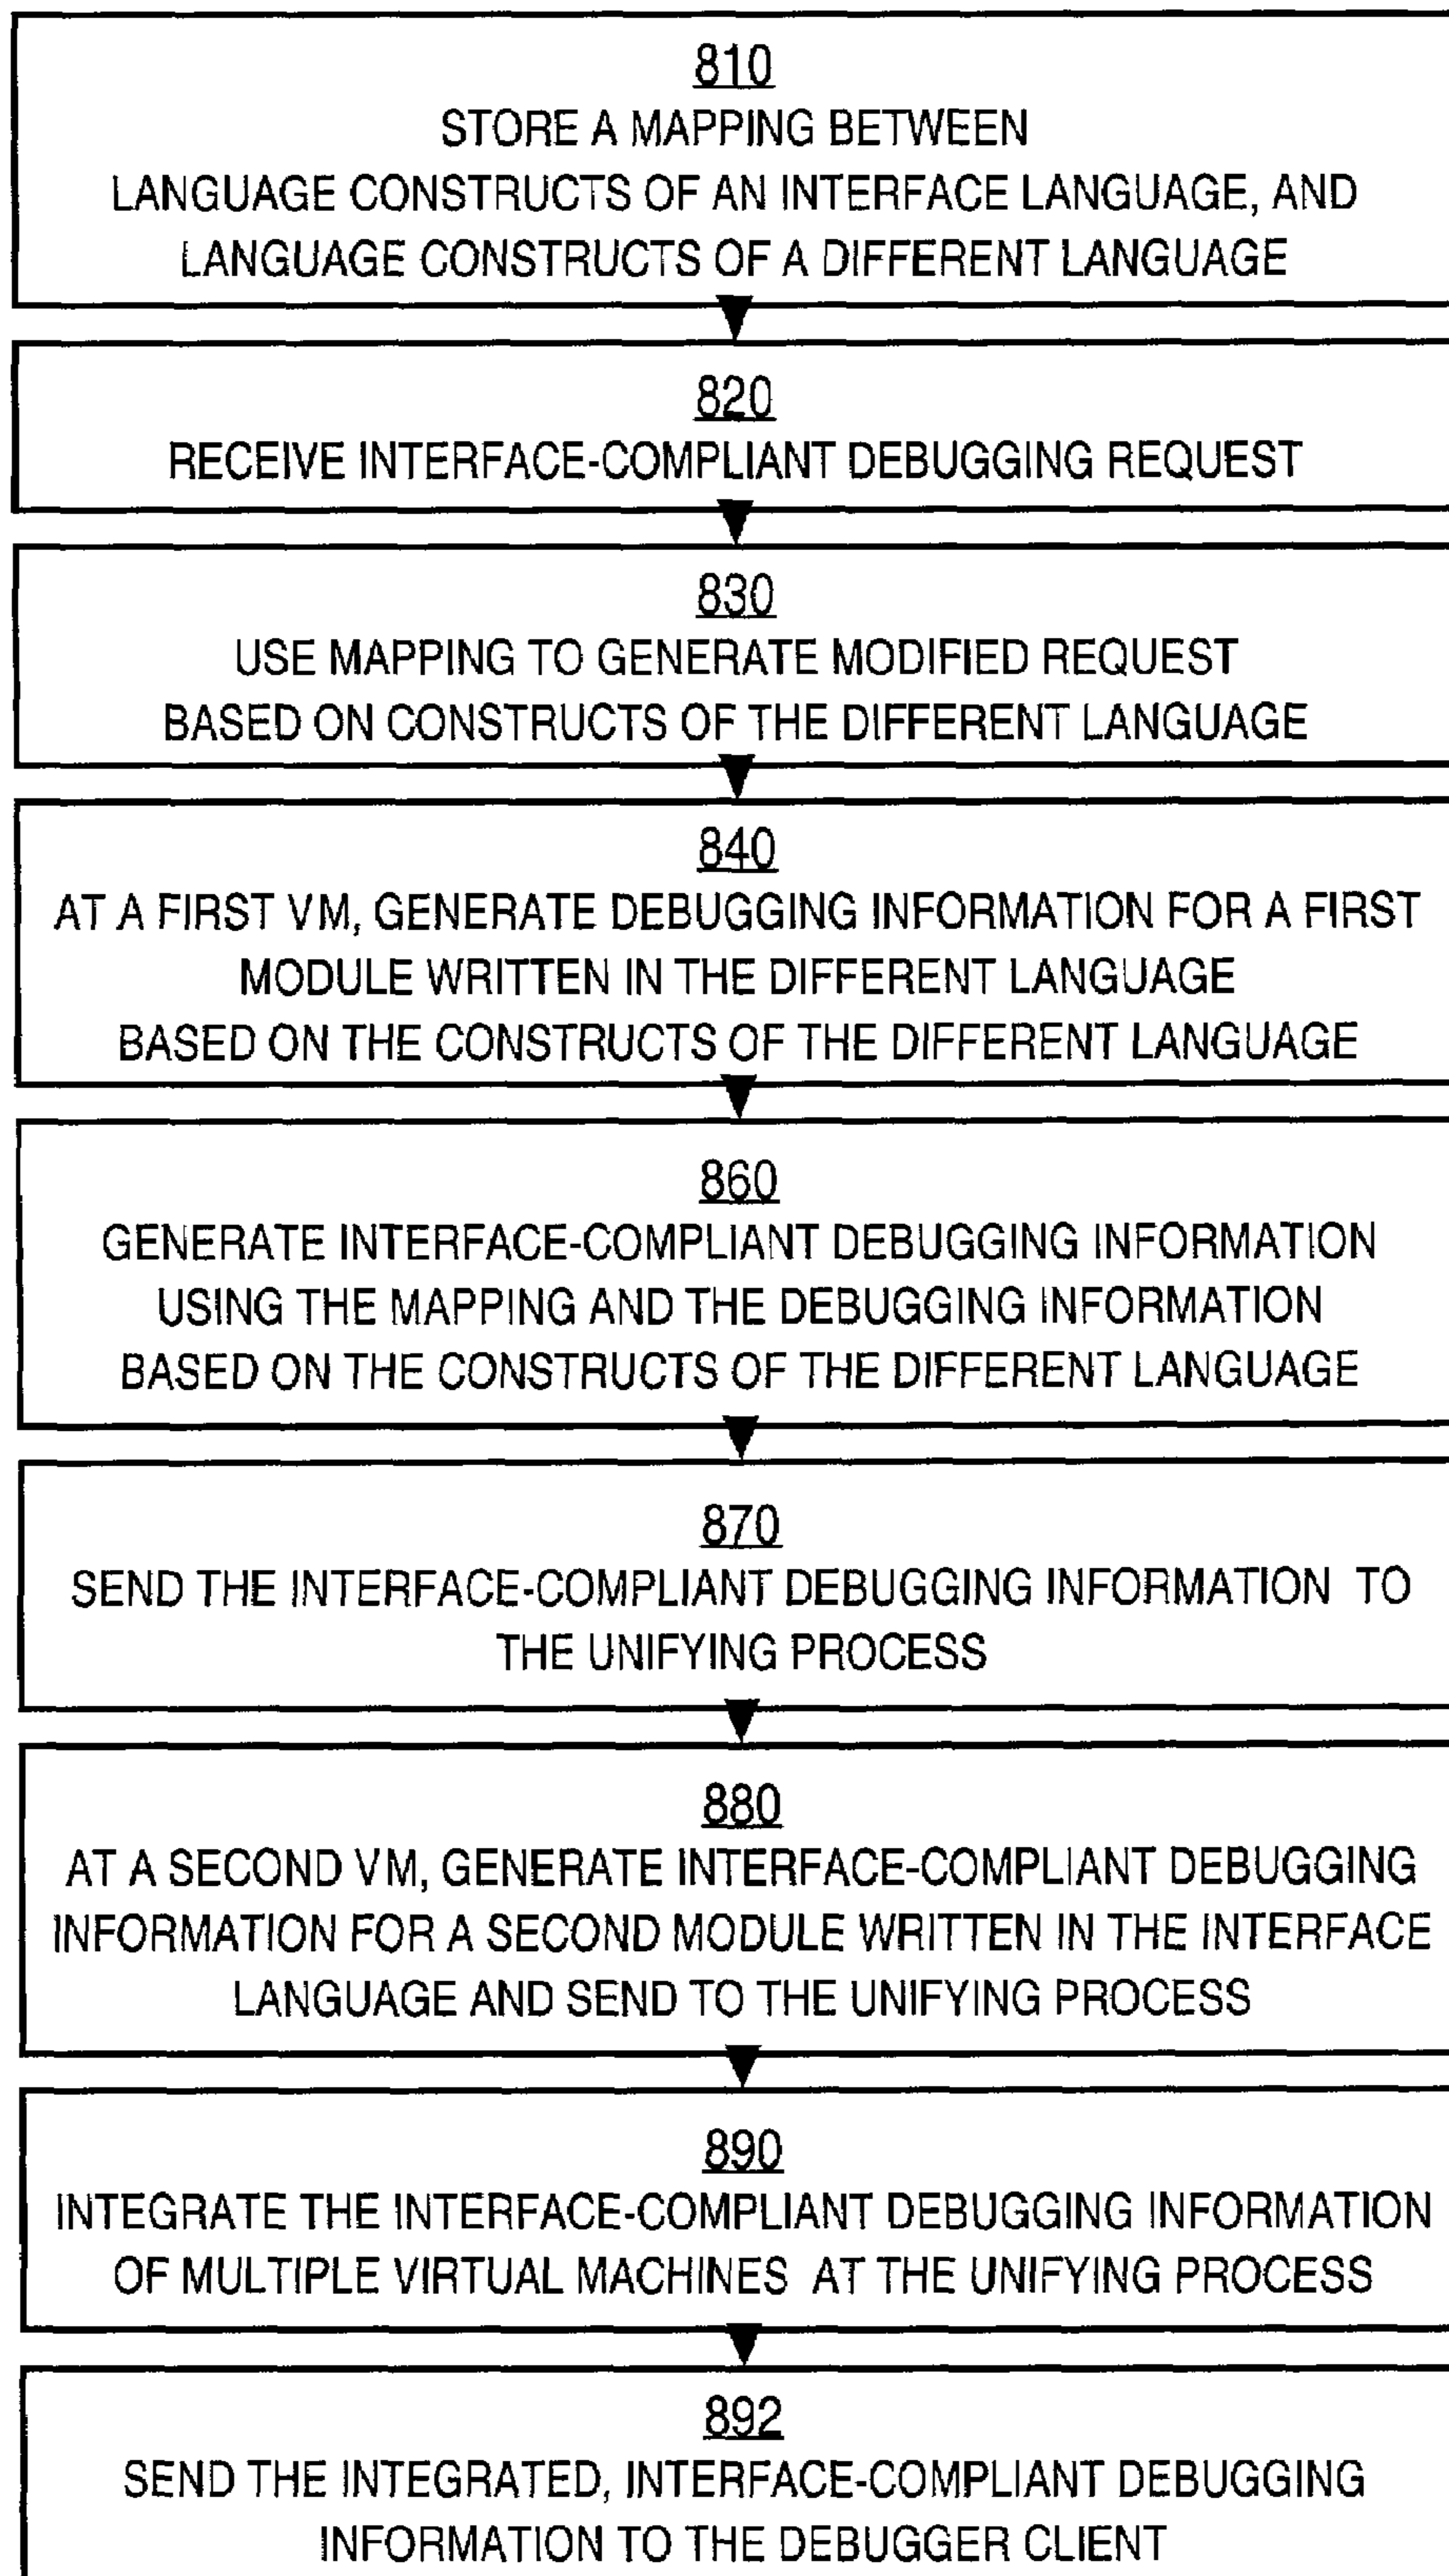 810
STORE A MAPPING BETWEEN
LANGUAGE CONSTRUCTS OF AN INTERFACE LANGUAGE, AND
LANGUAGE CONSTRUCTS OF A DIFFERENT LANGUAGE
820
RECEIVE INTERFACE-COMPLIANT DEBUGGING REQUEST
830
USE MAPPING TO GENERATE MODIFIED REQUEST
BASED ON CONSTRUCTS OF THE DIFFERENT LANGUAGE
840
AT A FIRST VM, GENERATE DEBUGGING INFORMATION FOR A FIRST
MODULE WRITTEN IN THE DIFFERENT LANGUAGE
BASED ON THE CONSTRUCTS OF THE DIFFERENT LANGUAGE
860
GENERATE INTERFACE-COMPLIANT DEBUGGING INFORMATION
USING THE MAPPING AND THE DEBUGGING INFORMATION
BASED ON THE CONSTRUCTS OF THE DIFFERENT LANGUAGE
870
SEND THE INTERFACE-COMPLIANT DEBUGGING INFORMATION TO
THE UNIFYING PROCESS
880
AT A SECOND VM, GENERATE INTERFACE-COMPLIANT DEBUGGING
INFORMATION FOR A SECOND MODULE WRITTEN IN THE INTERFACE
LANGUAGE AND SEND TO THE UNIFYING PROCESS
890
INTEGRATE THE INTERFACE-COMPLIANT DEBUGGING INFORMATION
OF MULTIPLE VIRTUAL MACHINES AT THE UNIFYING PROCESS
892
SEND THE INTEGRATED, INTERFACE-COMPLIANT DEBUGGING
INFORMATION TO THE DEBUGGER CLIENT